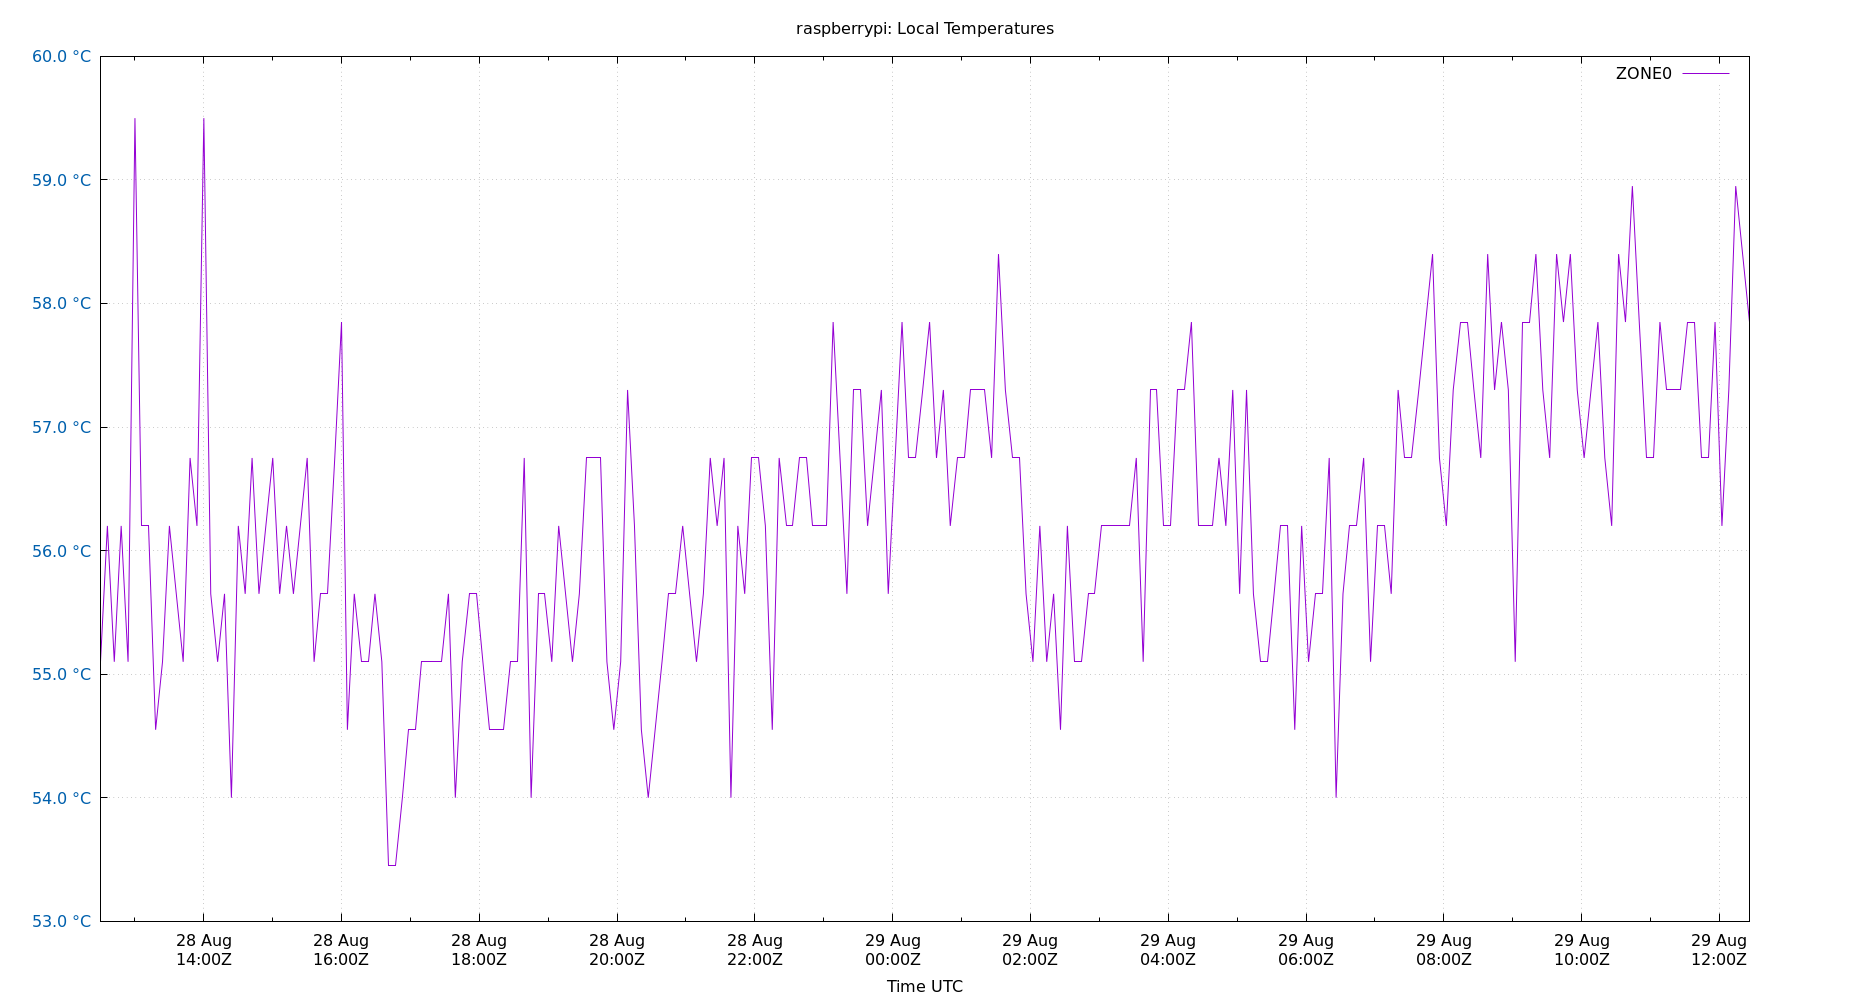 raspberrypi: Local Temperatures
60.0 °C
ZONE0
59.0 °C
58.0 °C
57.0 °C
56.0 °C
55.0 °C
54.0 °C
53.0 °C
28 Aug 28 Aug 28 Aug 28 Aug 28 Aug 29 Aug 29 Aug 29 Aug 29 Aug 29 Aug 29 Aug 29 Aug
14:00Z 16:00Z 18:00Z 20:00Z 22:00Z 00:00Z 02:00Z 04:00Z 06:00Z 08:00Z 10:00Z 12:00Z
Time UTC